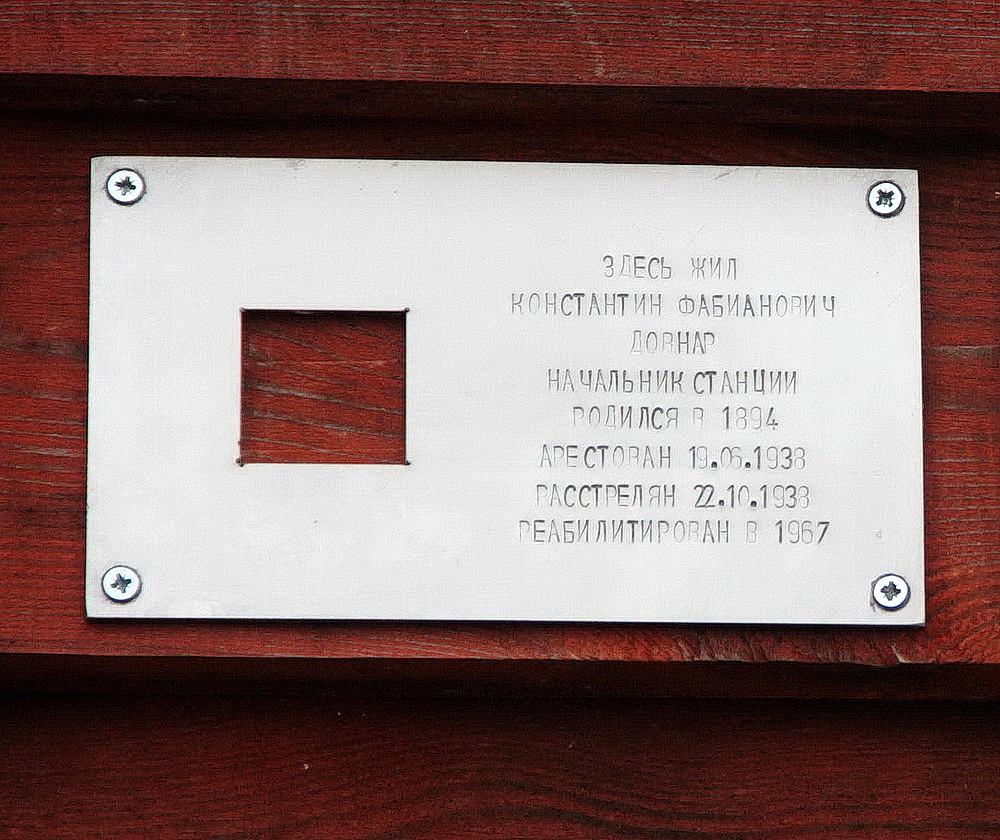 ЗДЕСЬ ЖИЛ
КОНСТАНТИН ФАБИАНОВИЧ
ДОВНАР
НАЧАЛЬНИК СТАНЦИИ
РОДИЛСЯ В 1894
АРЕСТОВАН 19.06.1938
РАССТРЕЛЯН 22.10.1938
РЕАБИЛИТИРОВАН В 1967